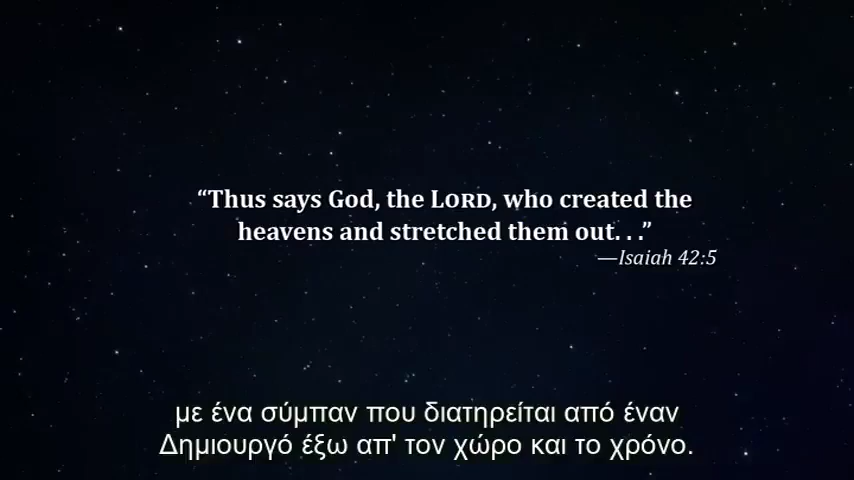 “Thus says God, the LORD, who created the
heavens and stretched them out. . .”
—Isaiah 42:5
με ένα σύμπαν που διατηρείται από έναν
Δημιουργό έξω απ' τον χώρο και το χρόνο.